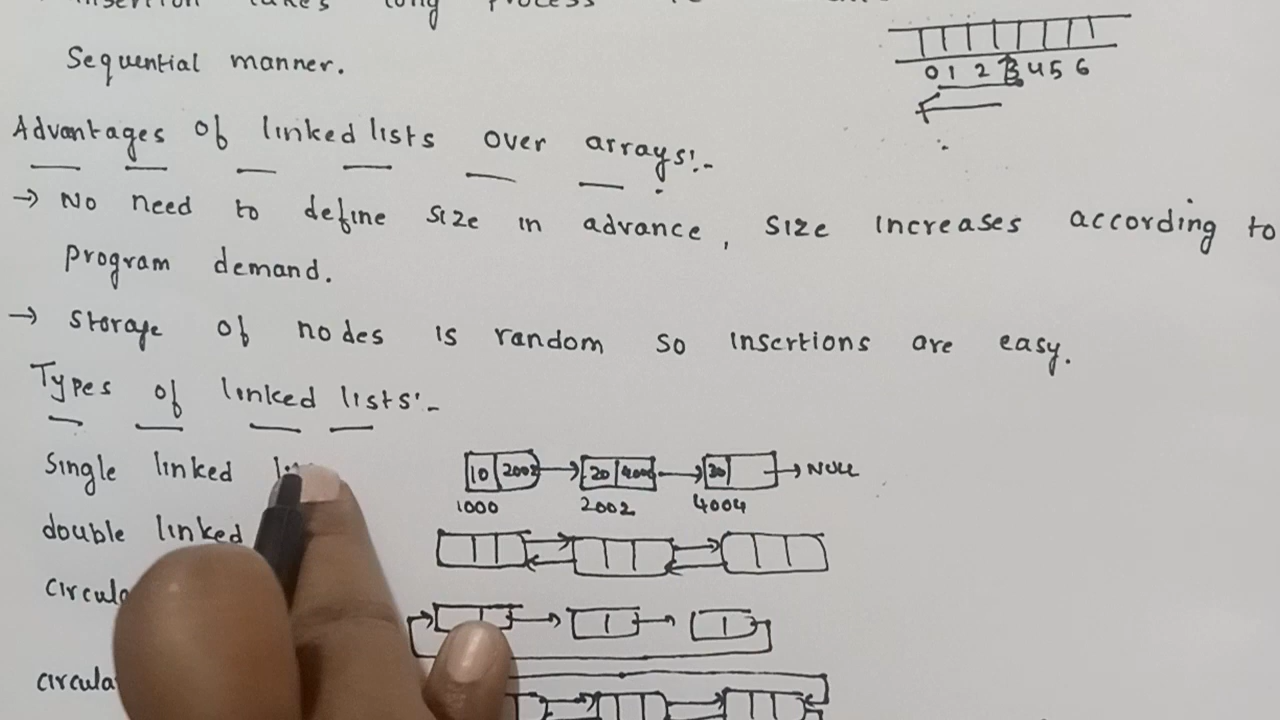 long process
Sequential manner.
0 1 2 3 4 5 6
Advantages of linked lists over arrays:-
→ No need to define size in advance, size increases according to
program demand.
→ Storage of nodes is random so insertions are easy.
Types of linked lists:-
Single linked
10 2002 → 20 4004 → 30 → NULL
1000 2002 4004
double linked